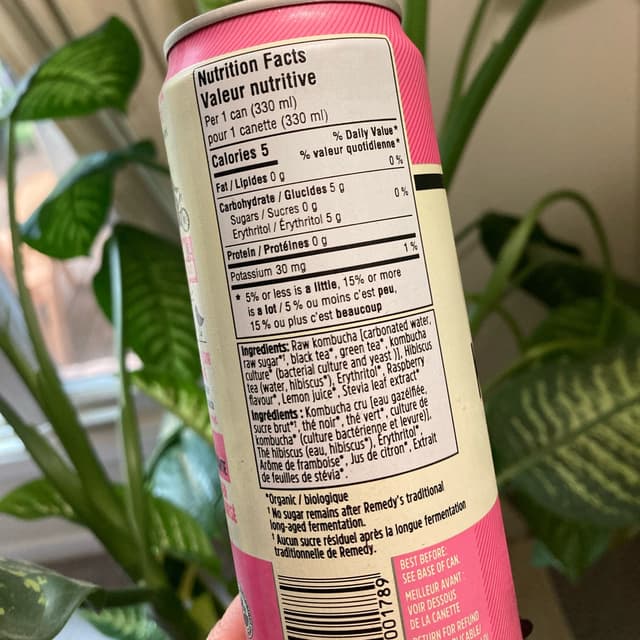 Nutrition Facts
Valeur nutritive
Per 1 can (330 ml)
pour 1 canette (330 ml)
Calories 5
% Daily Value*
% valeur quotidienne*
Fat / Lipides 0 g 0 %
Carbohydrate / Glucides 5 g 0 %
Sugars / Sucres 0 g
Erythritol / Érythritol 5 g
Protein / Protéines 0 g
Potassium 30 mg 1 %
* 5% or less is a little, 15% or more
is a lot / 5 % ou moins c'est peu,
15 % ou plus c'est beaucoup
Ingredients: Raw kombucha [carbonated water,
raw sugar*†, black tea*, green tea*, kombucha
culture* (bacterial culture and yeast)], Hibiscus
tea (water, hibiscus*), Erythritol*, Raspberry
flavour*, Lemon juice*, Stevia leaf extract*
Ingrédients : Kombucha cru [eau gazéifiée,
sucre brut*†, thé noir*, thé vert*, culture de
kombucha* (culture bactérienne et levure)],
Thé hibiscus (eau, hibiscus*), Érythritol*,
Arôme de framboise*, Jus de citron*, Extrait
de feuilles de stévia*
*Organic / biologique
† No sugar remains after Remedy's traditional
long-aged fermentation.
† Aucun sucre résiduel après la longue fermentation
traditionnelle de Remedy.
BEST BEFORE:
SEE BASE OF CAN.
MEILLEUR AVANT :
VOIR DESSOUS
DE LA CANETTE
RETURN FOR REFUND
001789